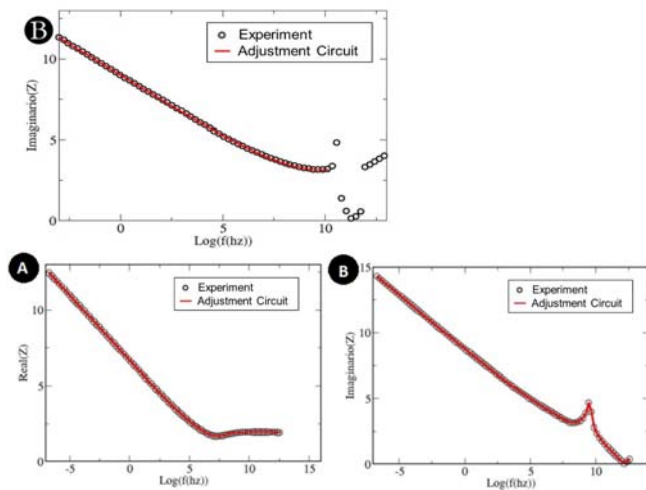 B
Experiment
Adjustment Circuit
Imaginario(Z)
10
5
0
0 5 10
Log(f(hz))
A
Experiment
Adjustment Circuit
Real(Z)
10
5
0
-5 0 5 10 15
Log(f(hz))
B
Experiment
Adjustment Circuit
Imaginario(Z)
15
10
5
0
-5 0 5 10
Log(f(hz))